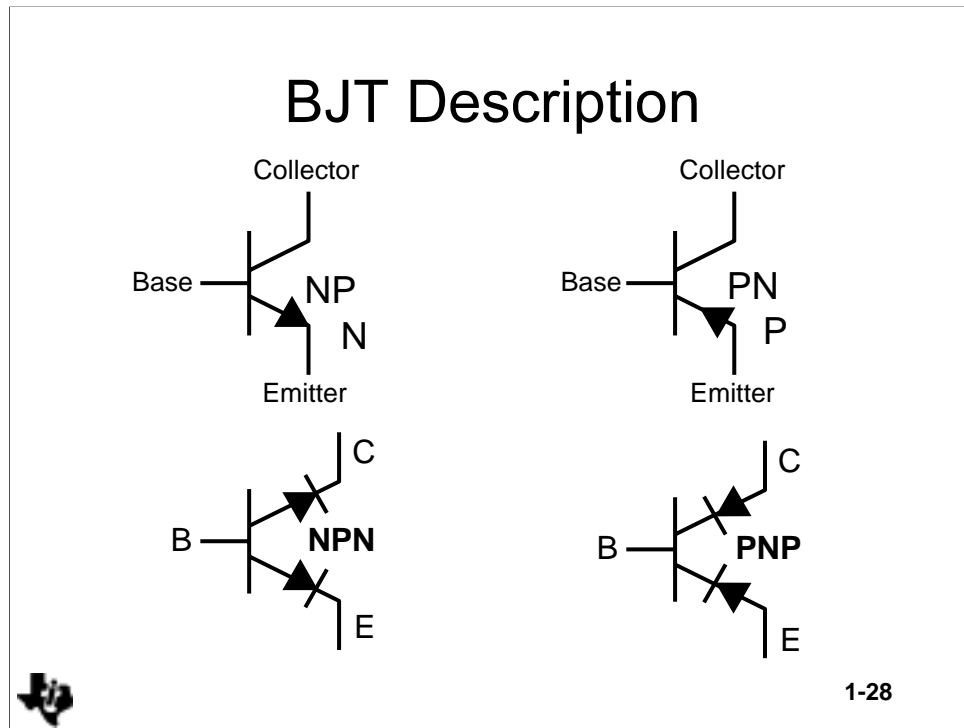 BJT Description
Collector
Base
NP
N
Emitter
Collector
Base
PN
P
Emitter
C
B
NPN
E
C
B
PNP
E
1-28